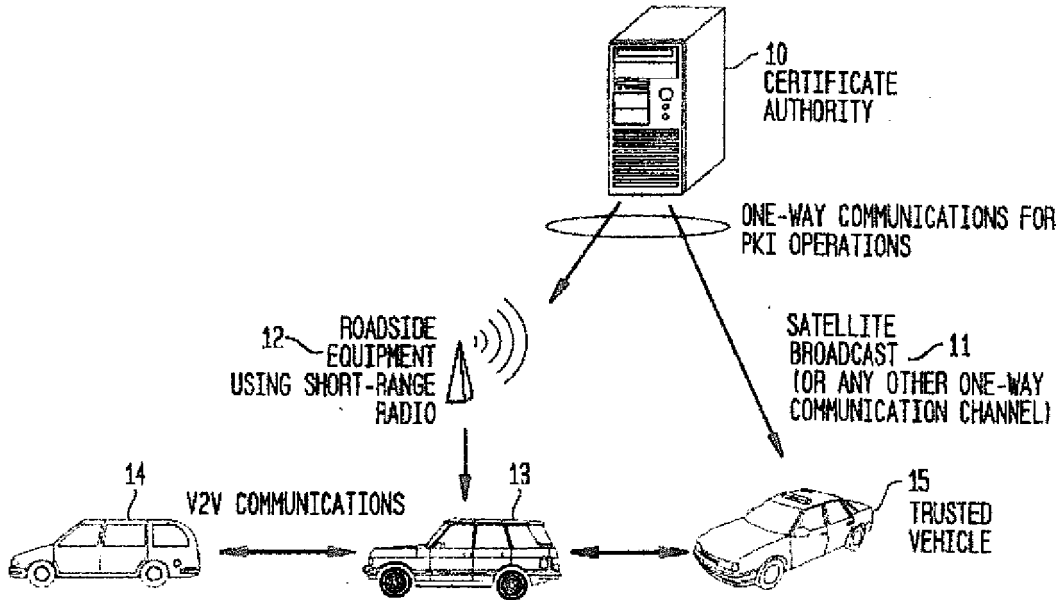 10
CERTIFICATE
AUTHORITY
ONE-WAY COMMUNICATIONS FOR
PKI OPERATIONS
12
ROADSIDE
EQUIPMENT
USING SHORT-RANGE
RADIO
SATELLITE
BROADCAST 11
(OR ANY OTHER ONE-WAY
COMMUNICATION CHANNEL)
14
V2V COMMUNICATIONS
13
15
TRUSTED
VEHICLE